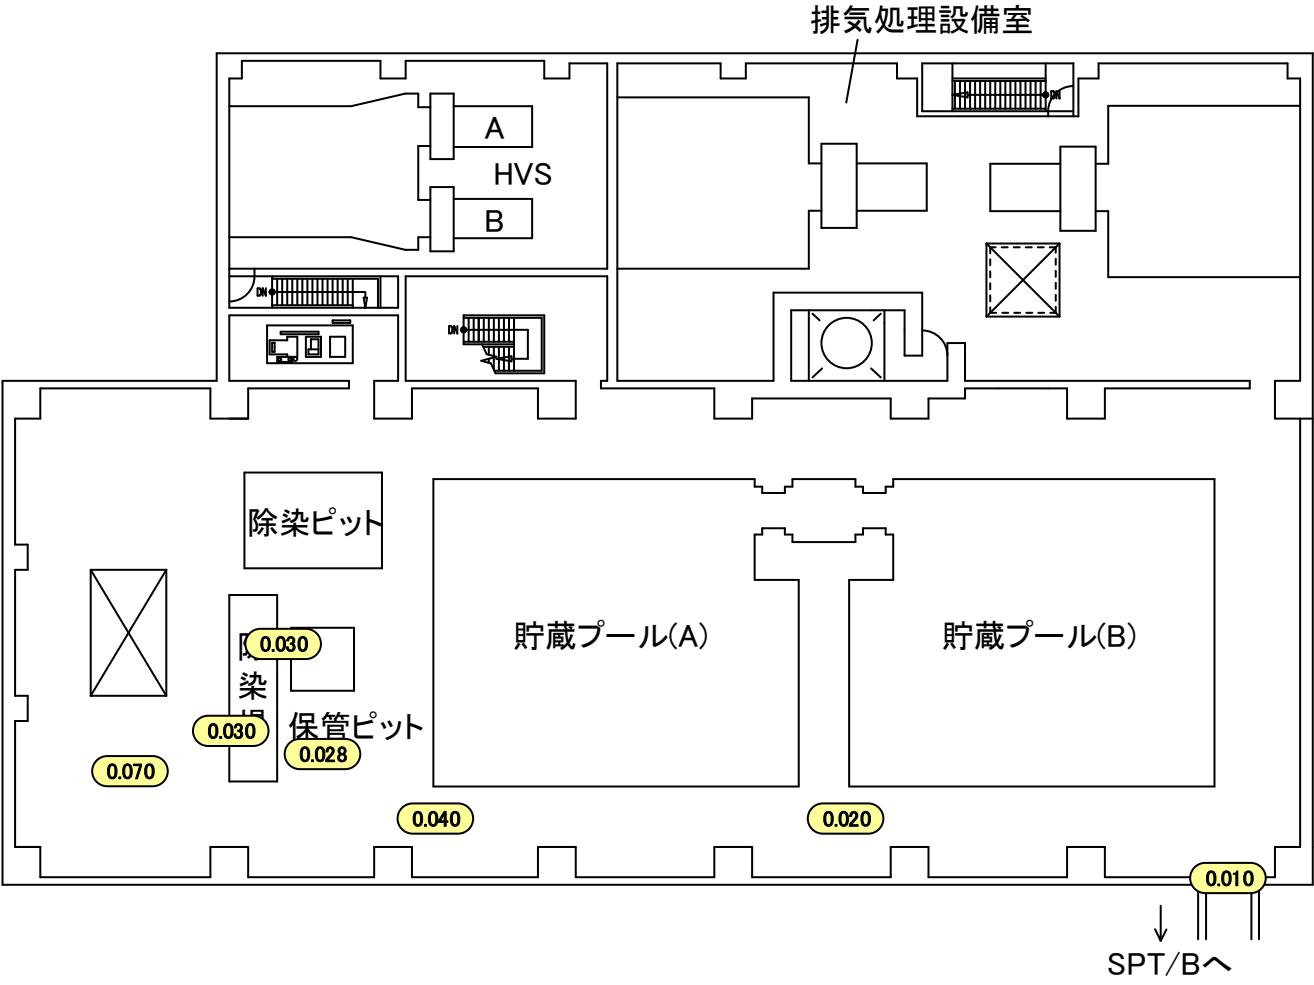 排気処理設備室
DN
A
HVS
B
DN
DN
除染ピット
0.030
染
貯蔵プール(A)
貯蔵プール(B)
0.030
保管ピット
0.028
0.070
0.040
0.020
0.010
SPT/Bへ